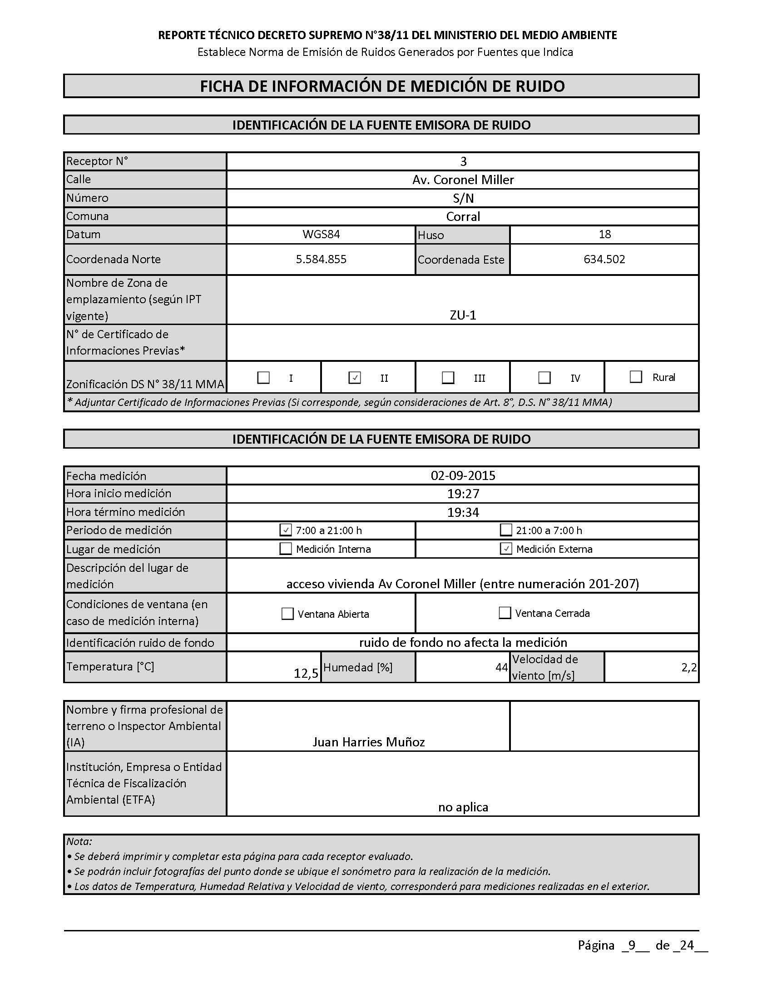 REPORTE TÉCNICO DECRETO SUPREMO N°38/11 DEL MINISTERIO DEL MEDIO AMBIENTE
Establece Norma de Emisión de Ruidos Generados por Fuentes que Indica
FICHA DE INFORMACIÓN DE MEDICIÓN DE RUIDO
IDENTIFICACIÓN DE LA FUENTE EMISORA DE RUIDO
Receptor N° 3
Calle Av. Coronel Miller
Número S/N
Comuna Corral
Datum WGS84 Huso 18
Coordenada Norte 5.584.855 Coordenada Este 634.502
Nombre de Zona de
emplazamiento (según IPT
vigente) ZU-1
N° de Certificado de
Informaciones Previas*
Zonificación DS N° 38/11 MMA ☐ I ☑ II ☐ III ☐ IV ☐ Rural
* Adjuntar Certificado de Informaciones Previas (Si corresponde, según consideraciones de Art. 8°, D.S. N° 38/11 MMA)
IDENTIFICACIÓN DE LA FUENTE EMISORA DE RUIDO
Fecha medición 02-09-2015
Hora inicio medición 19:27
Hora término medición 19:34
Periodo de medición ☑ 7:00 a 21:00 h ☐ 21:00 a 7:00 h
Lugar de medición ☐ Medición Interna ☑ Medición Externa
Descripción del lugar de
medición acceso vivienda Av Coronel Miller (entre numeración 201-207)
Condiciones de ventana (en
caso de medición interna) ☐ Ventana Abierta ☐ Ventana Cerrada
Identificación ruido de fondo ruido de fondo no afecta la medición
Temperatura [°C] 12,5 Humedad [%] 44 Velocidad de
viento [m/s] 2,2
Nombre y firma profesional de
terreno o Inspector Ambiental
(IA) Juan Harries Muñoz
Institución, Empresa o Entidad
Técnica de Fiscalización
Ambiental (ETFA)
no aplica
Nota:
• Se deberá imprimir y completar esta página para cada receptor evaluado.
• Se podrán incluir fotografías del punto donde se ubique el sonómetro para la realización de la medición.
• Los datos de Temperatura, Humedad Relativa y Velocidad de viento, corresponderá para mediciones realizadas en el exterior.
Página _9__ de _24__